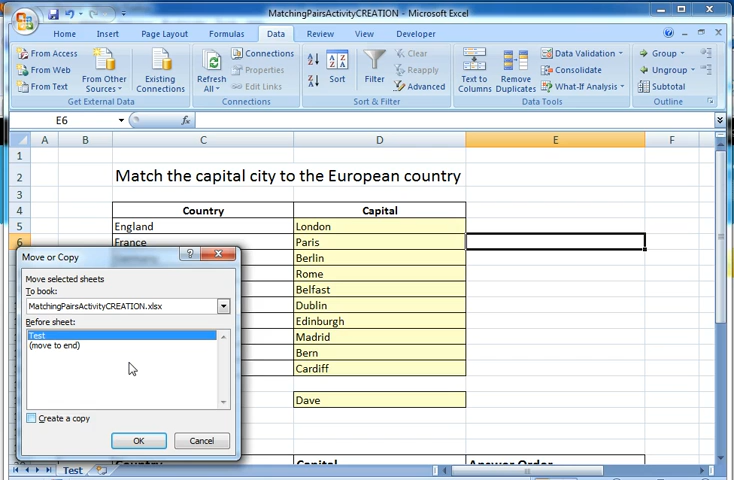 MatchingPairsActivityCREATION - Microsoft Excel
Home Insert Page Layout Formulas Data Review View Developer
From Access
From Web
From Text
From Other Sources
Existing Connections
Get External Data
Refresh All
Connections
Properties
Edit Links
Connections
Sort
Filter
Clear
Reapply
Advanced
Sort & Filter
Text to Columns
Remove Duplicates
Data Validation
Consolidate
What-If Analysis
Data Tools
Group
Ungroup
Subtotal
Outline
E6
fx
A B C D E F
1
2 Match the capital city to the European country
3
4 Country Capital
5 England London
6 France Paris
Germany Berlin
Rome
Belfast
Dublin
Edinburgh
Madrid
Bern
Cardiff
Dave
Country Capital Answer Order
Move or Copy
Move selected sheets
To book:
MatchingPairsActivityCREATION.xlsx
Before sheet:
Test
(move to end)
Create a copy
OK Cancel
Test